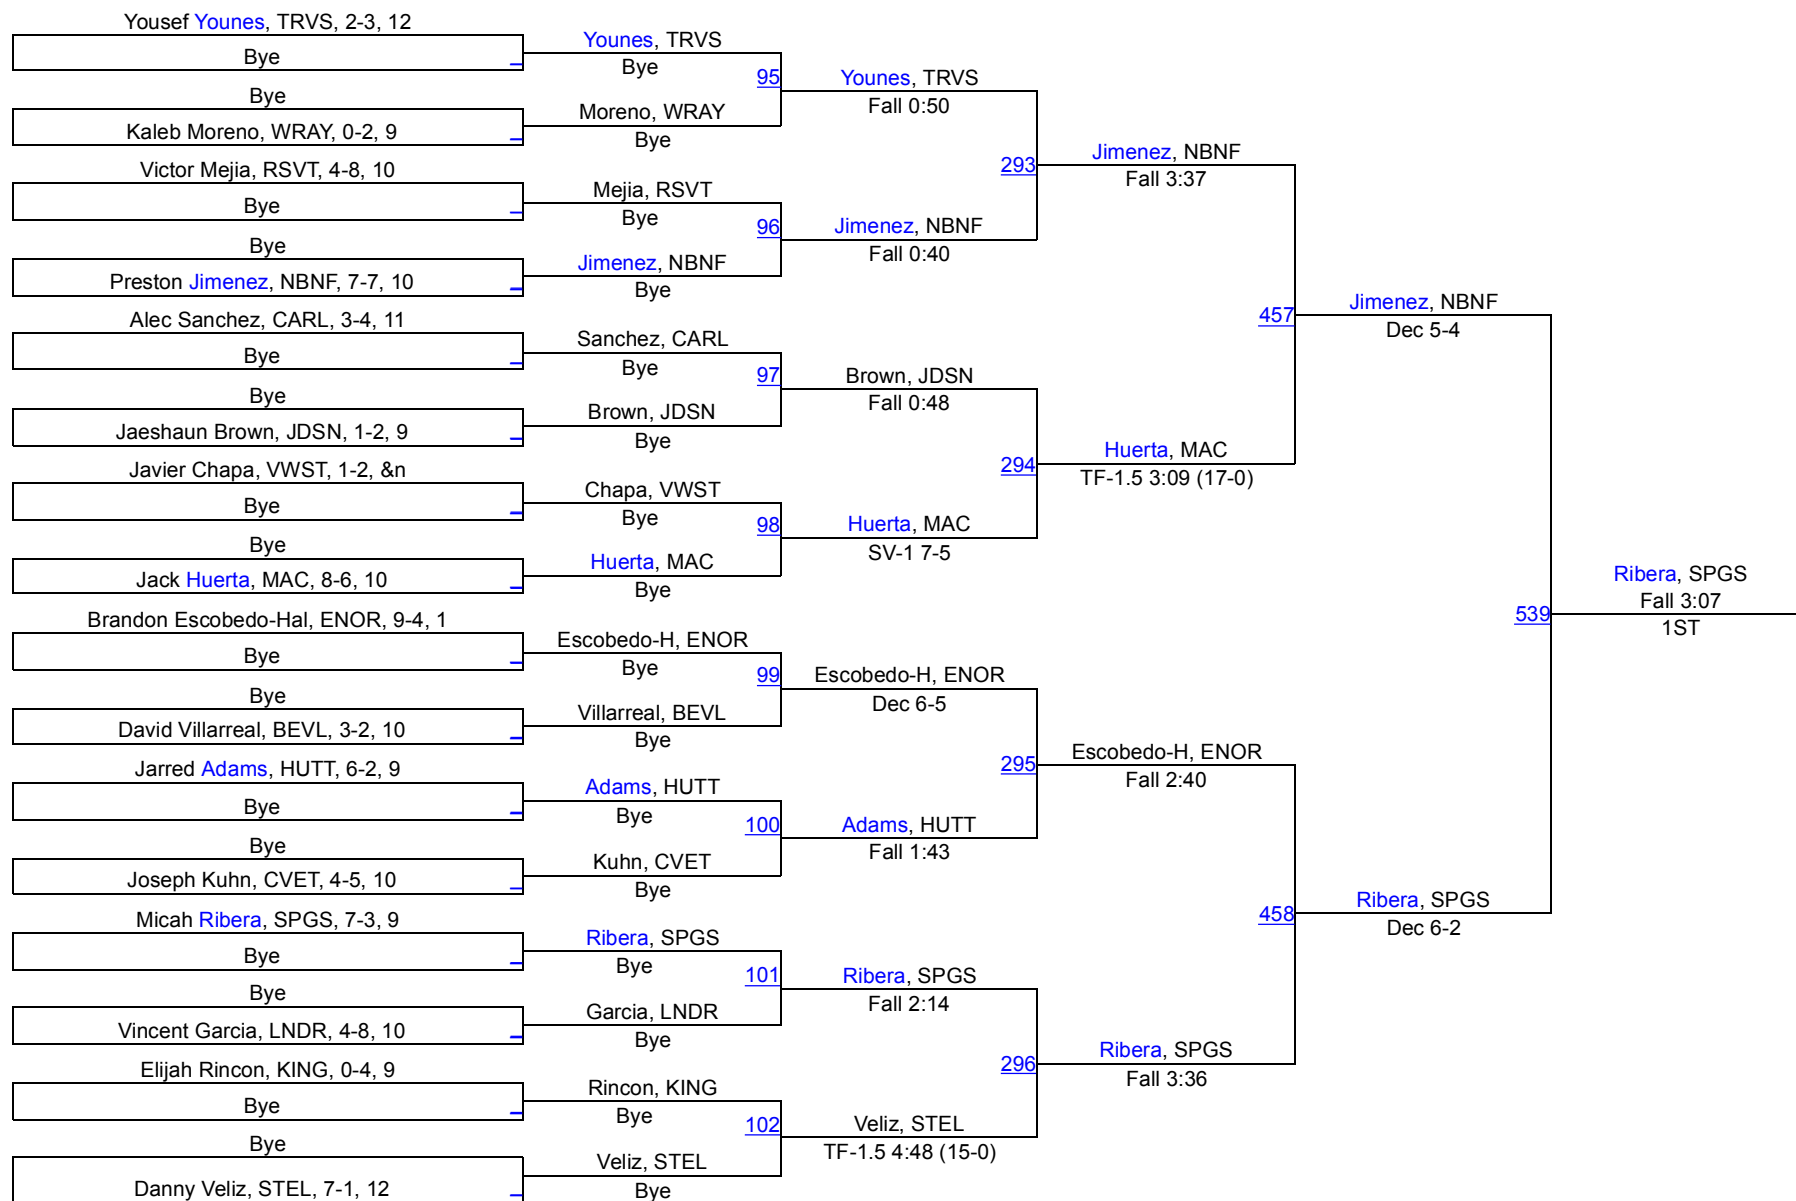 Yousef Younes, TRVS, 2-3, 12
Bye
Bye
Kaleb Moreno, WRAY, 0-2, 9
Victor Mejia, RSVT, 4-8, 10
Bye
Bye
Preston Jimenez, NBNF, 7-7, 10
Alec Sanchez, CARL, 3-4, 11
Bye
Bye
Jaeshaun Brown, JDSN, 1-2, 9
Javier Chapa, VWST, 1-2, &n
Bye
Bye
Jack Huerta, MAC, 8-6, 10
Brandon Escobedo-Hal, ENOR, 9-4, 1
Bye
Bye
David Villarreal, BEVL, 3-2, 10
Jarred Adams, HUTT, 6-2, 9
Bye
Bye
Joseph Kuhn, CVET, 4-5, 10
Micah Ribera, SPGS, 7-3, 9
Bye
Bye
Vincent Garcia, LNDR, 4-8, 10
Elijah Rincon, KING, 0-4, 9
Bye
Bye
Danny Veliz, STEL, 7-1, 12
Younes, TRVS
Bye
95
Moreno, WRAY
Bye
Mejia, RSVT
Bye
96
Jimenez, NBNF
Bye
Sanchez, CARL
Bye
97
Brown, JDSN
Bye
Chapa, VWST
Bye
98
Huerta, MAC
Bye
Escobedo-H, ENOR
Bye
99
Villarreal, BEVL
Bye
Adams, HUTT
Bye
100
Kuhn, CVET
Bye
Ribera, SPGS
Bye
101
Garcia, LNDR
Bye
Rincon, KING
Bye
102
Veliz, STEL
Bye
Younes, TRVS
Fall 0:50
293
Jimenez, NBNF
Fall 0:40
Brown, JDSN
Fall 0:48
294
Huerta, MAC
SV-1 7-5
Escobedo-H, ENOR
Dec 6-5
295
Adams, HUTT
Fall 1:43
Ribera, SPGS
Fall 2:14
296
Veliz, STEL
TF-1.5 4:48 (15-0)
Jimenez, NBNF
Fall 3:37
457
Huerta, MAC
TF-1.5 3:09 (17-0)
Escobedo-H, ENOR
Fall 2:40
458
Ribera, SPGS
Fall 3:36
Jimenez, NBNF
Dec 5-4
539
Ribera, SPGS
Dec 6-2
Ribera, SPGS
Fall 3:07
1ST